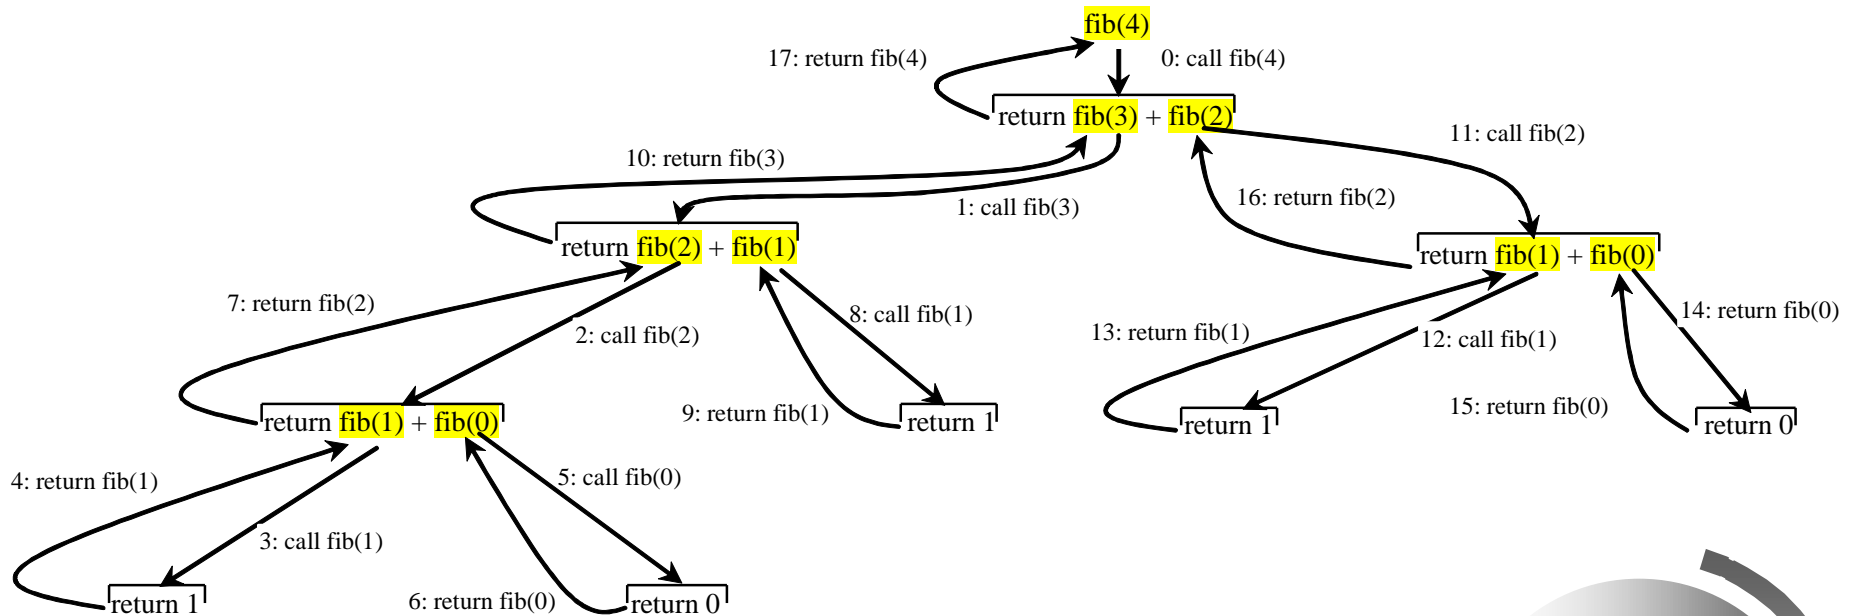 fib(4)
17: return fib(4)
0: call fib(4)
return fib(3) + fib(2)
11: call fib(2)
10: return fib(3)
16: return fib(2)
1: call fib(3)
return fib(2) + fib(1)
return fib(1) + fib(0)
7: return fib(2)
2: call fib(2)
8: call fib(1)
13: return fib(1)
12: call fib(1)
14: return fib(0)
return fib(1) + fib(0)
9: return fib(1)
return 1
return 1
15: return fib(0)
return 0
4: return fib(1)
5: call fib(0)
3: call fib(1)
return 1
6: return fib(0)
return 0